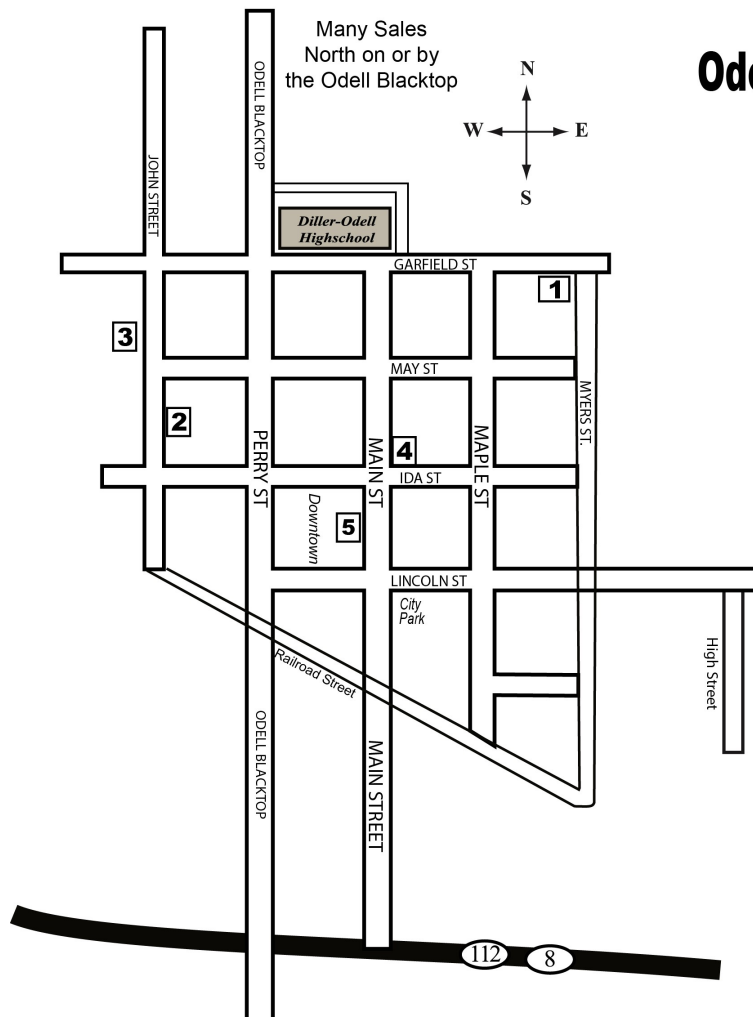 Many Sales
North on or by
the Odell Blacktop
N
W E
S
ODELL BLACKTOP
JOHN STREET
Diller-Odell
Highschool
GARFIELD ST
1
3
MAY ST
MYERS ST.
2
PERRY ST
MAIN ST
4
MAPLE ST
IDA ST
Downtown
5
LINCOLN ST
City
Park
High Street
Railroad Street
ODELL BLACKTOP
MAIN STREET
112 8